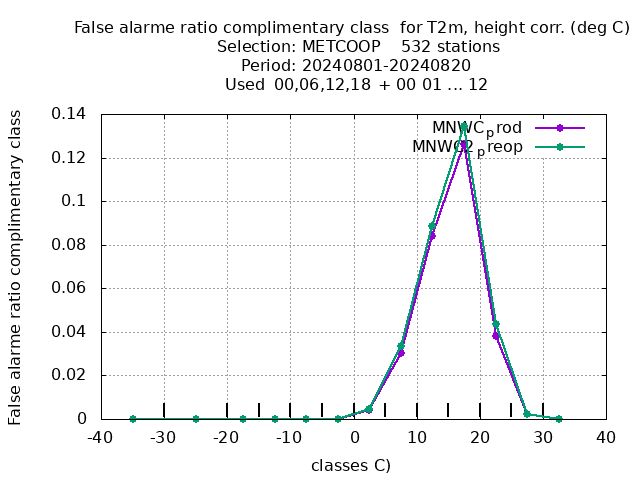 False alarme ratio complimentary class  for T2m, height corr. (deg C)
Selection: METCOOP    532 stations
Period: 20240801-20240820
Used  00,06,12,18 + 00 01 ... 12
False alarme ratio complimentary class
0.14
0.12
0.1
0.08
0.06
0.04
0.02
0
MNWC_prod
MNWC2_preop
-40 -30 -20 -10 0 10 20 30 40
classes C)